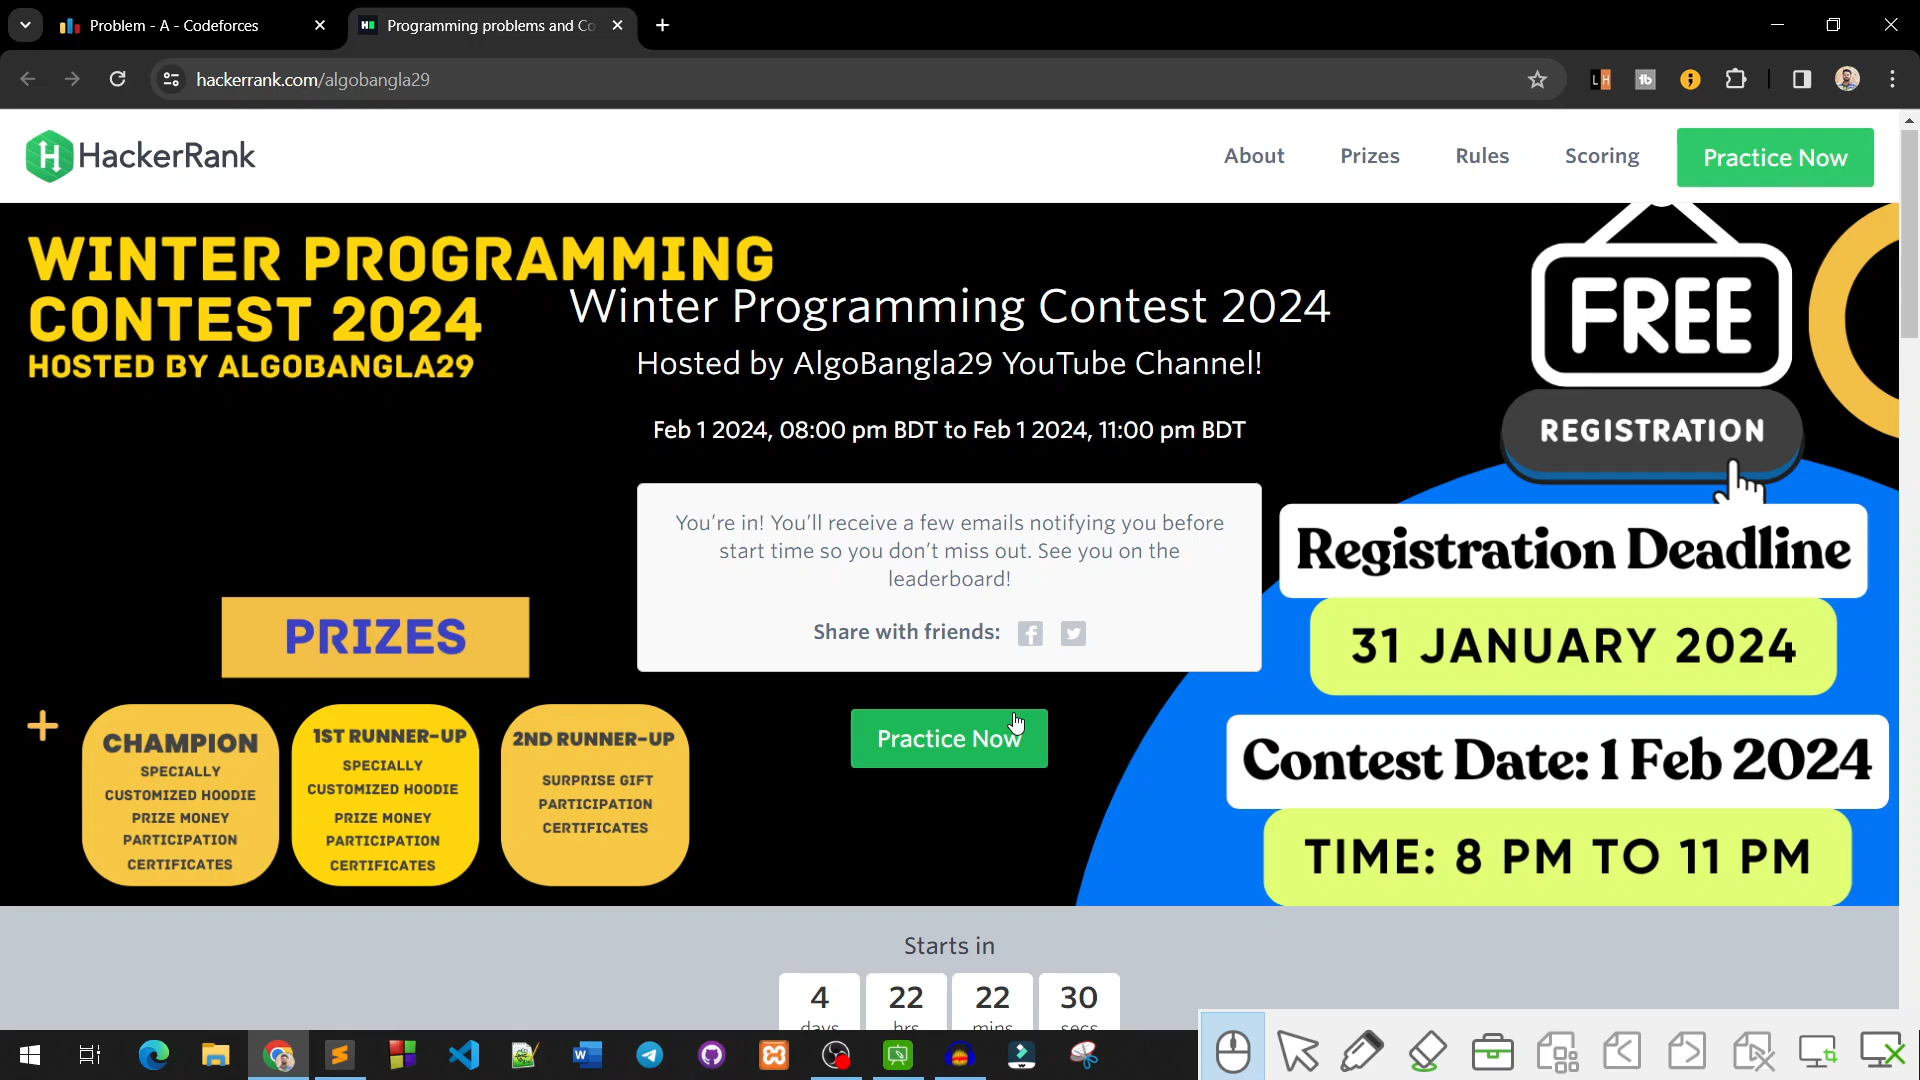 Problem - A - Codeforces
Programming problems and Co
hackerrank.com/algobangla29
HackerRank
About
Prizes
Rules
Scoring
Practice Now
WINTER PROGRAMMING
CONTEST 2024
HOSTED BY ALGOBANGLA29
Winter Programming Contest 2024
Hosted by AlgoBangla29 YouTube Channel!
Feb 1 2024, 08:00 pm BDT to Feb 1 2024, 11:00 pm BDT
FREE
REGISTRATION
You're in! You'll receive a few emails notifying you before
start time so you don't miss out. See you on the
leaderboard!
Share with friends:
Registration Deadline
31 JANUARY 2024
PRIZES
CHAMPION
SPECIALLY
CUSTOMIZED HOODIE
PRIZE MONEY
PARTICIPATION
CERTIFICATES
1ST RUNNER-UP
SPECIALLY
CUSTOMIZED HOODIE
PRIZE MONEY
PARTICIPATION
CERTIFICATES
2ND RUNNER-UP
SURPRISE GIFT
PARTICIPATION
CERTIFICATES
Practice Now
Contest Date: 1 Feb 2024
TIME: 8 PM TO 11 PM
Starts in
4 22 22 30
days hrs mins secs